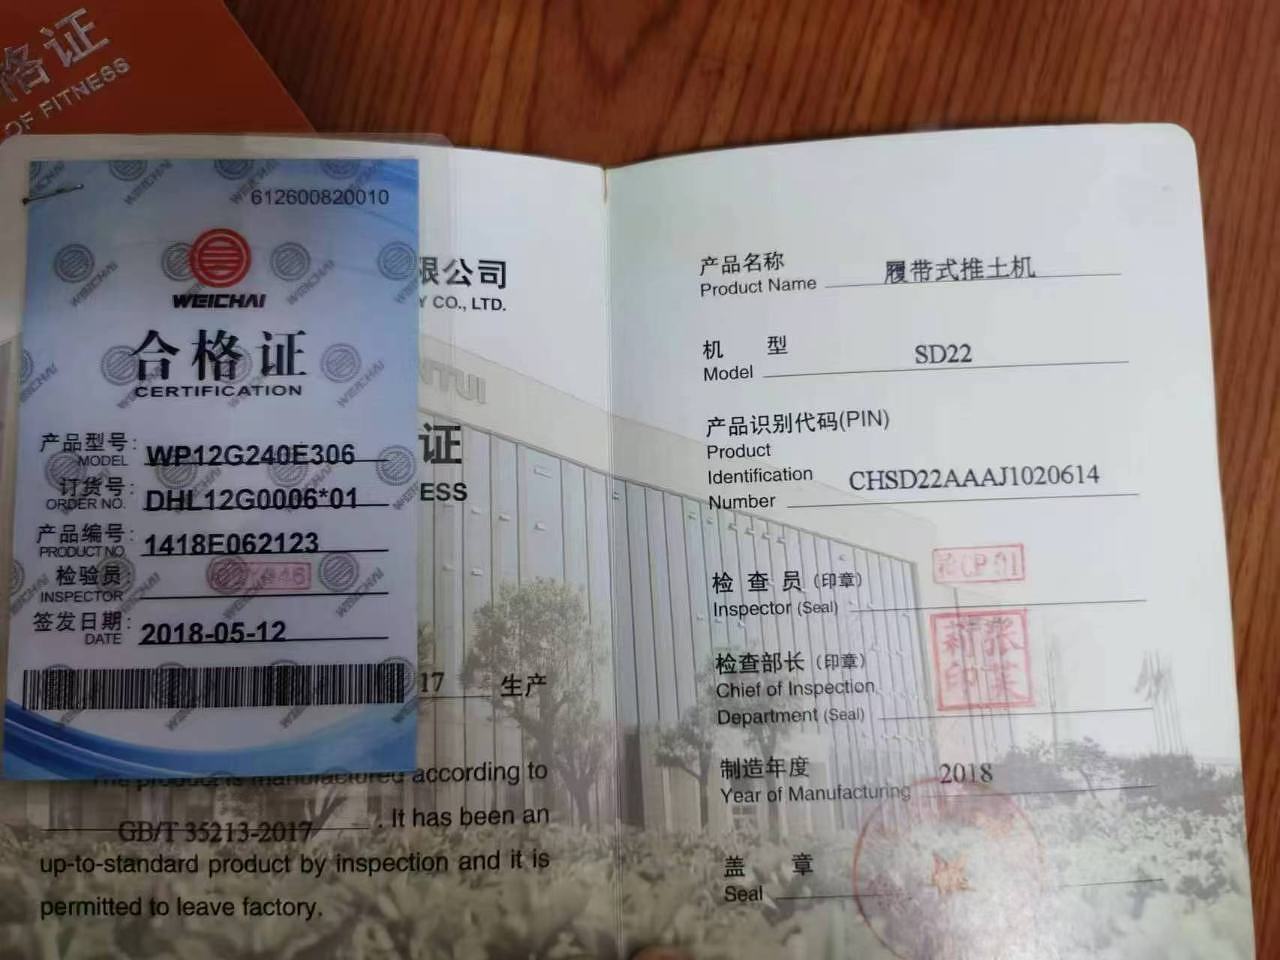 格证
OF FITNESS
612600820010
WEICHAI
合格证
CERTIFICATION
产品型号: WP12G240E306
MODEL
订货号: DHL12G0006*01
ORDER NO.
产品编号: 1418E062123
PRODUCT NO.
检验员:
INSPECTOR
签发日期: 2018-05-12
DATE
限公司
Y CO., LTD.
NTUI
证
ESS
17 生产
The product is manufactured according to
GB/T 35213-2017 . It has been an
up-to-standard product by inspection and it is
permitted to leave factory.
产品名称 履带式推土机
Product Name
机 型 SD22
Model
产品识别代码(PIN)
Product
Identification CHSD22AAAJ1020614
Number
检查员(印章)
Inspector (Seal)
检查部长(印章)
Chief of Inspection
Department (Seal)
制造年度 2018
Year of Manufacturing
盖 章
Seal